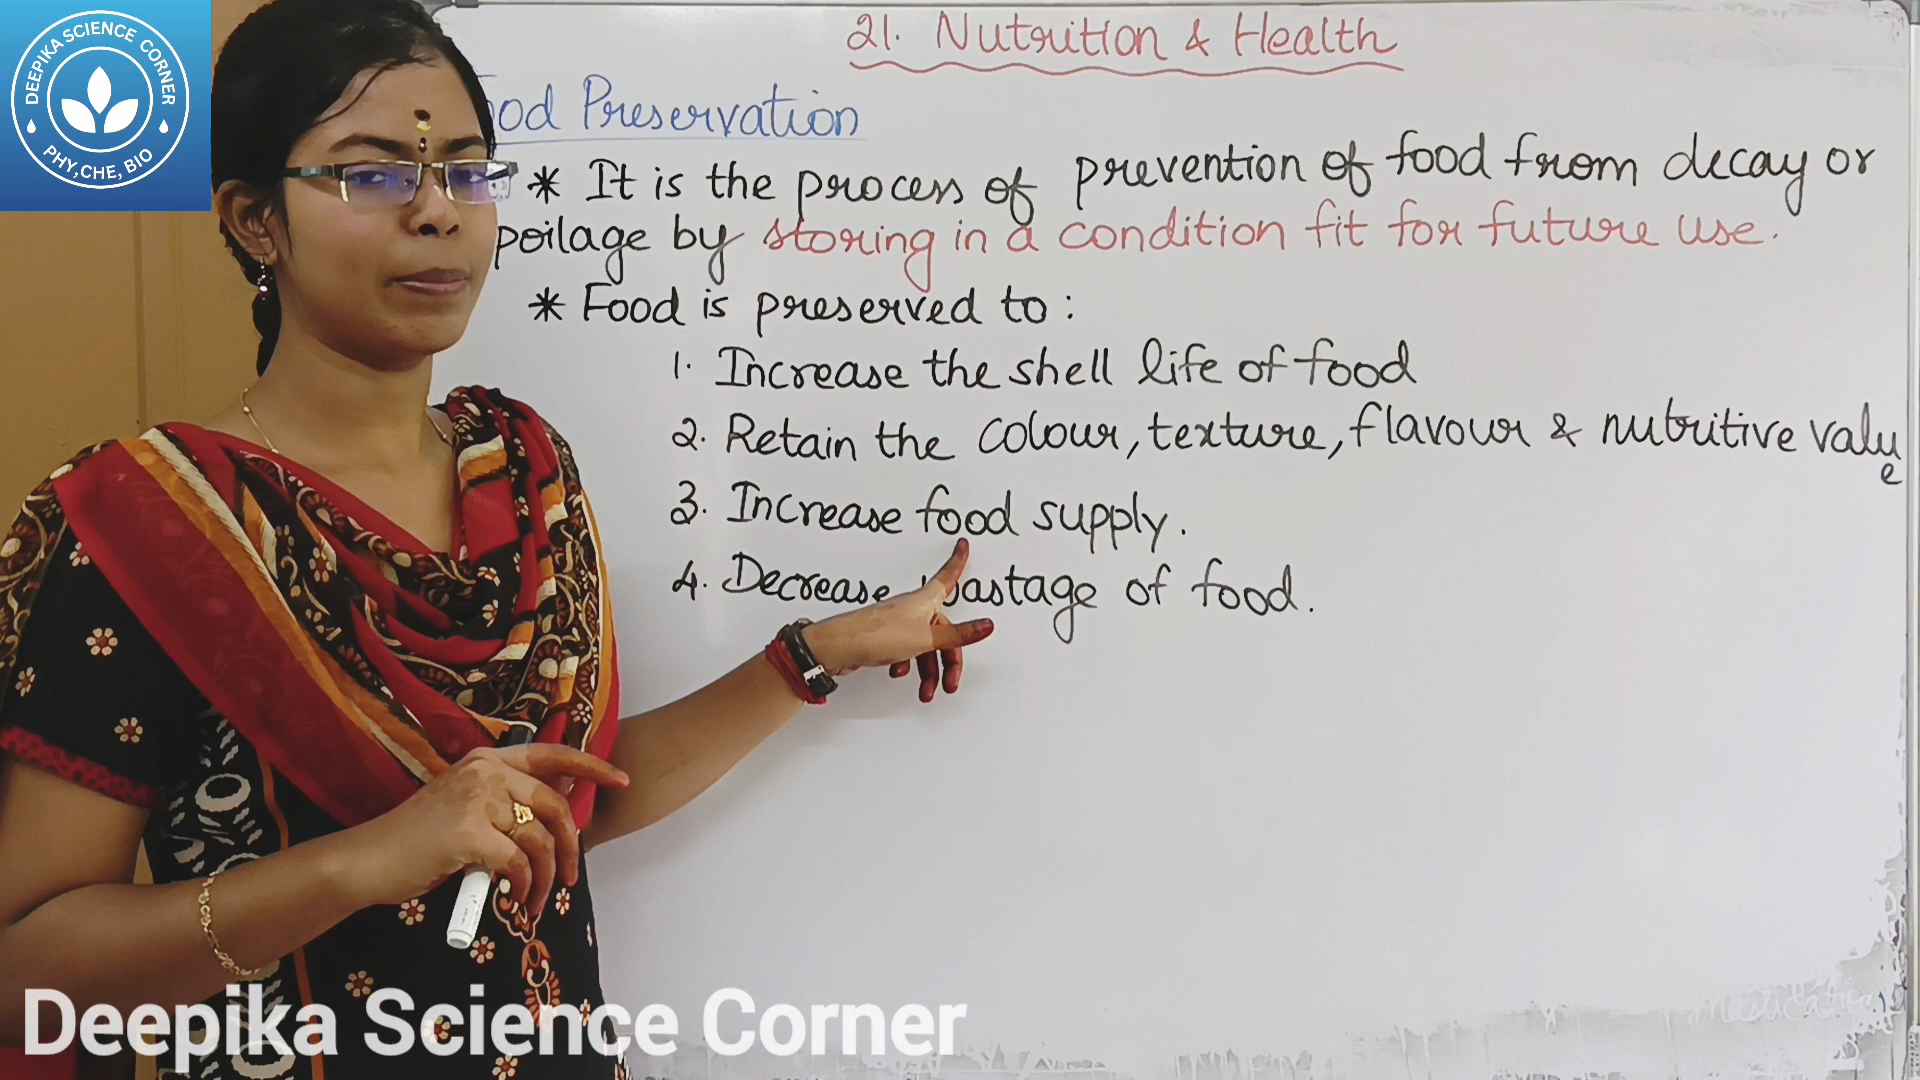 DEEPIKA SCIENCE CORNER
PHY,CHE, BIO
21. Nutrition & Health
ood Preservation
* It is the process of prevention of food from decay or
poilage by storing in a condition fit for future use.
* Food is preserved to :
1. Increase the shell life of food
2. Retain the colour, texture, flavour & nutritive value
3. Increase food supply.
4. Decrease wastage of food.
Deepika Science Corner